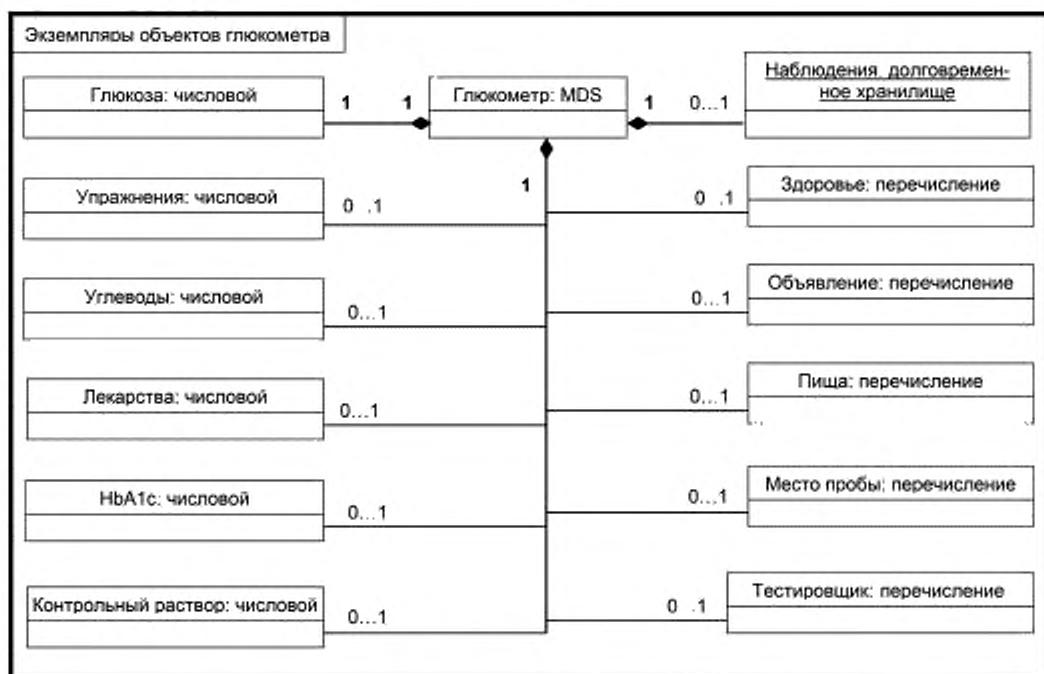 Экземпляры объектов глюкометра
Глюкоза: числовой
1
1
Глюкометр: MDS
1
0...1
Наблюдения долговремен-
ное хранилище
1
Упражнения: числовой
0 .1
0 .1
Здоровье: перечисление
Углеводы: числовой
0...1
0...1
Объявление: перечисление
Лекарства: числовой
0...1
0...1
Пища: перечисление
HbA1c: числовой
0...1
0...1
Место пробы: перечисление
Контрольный раствор: числовой
0...1
0 .1
Тестировщик: перечисление